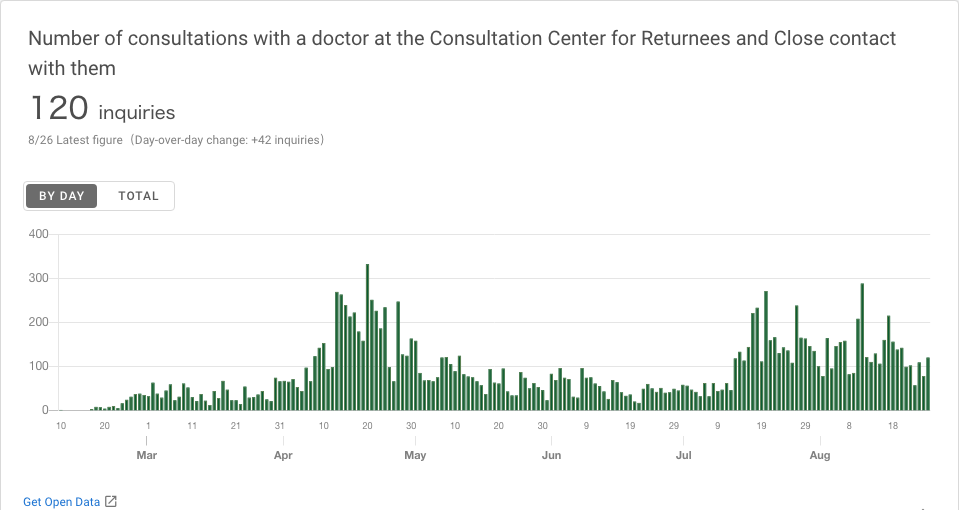 Number of consultations with a doctor at the Consultation Center for Returnees and Close contact
with them
120 inquiries
8/26 Latest figure（Day-over-day change: +42 inquiries）
BY DAY TOTAL
400
300
200
100
0
10 20 1 11 21 31 10 20 30 10 20 30 9 19 29 9 19 29 8 18
Mar Apr May Jun Jul Aug
Get Open Data